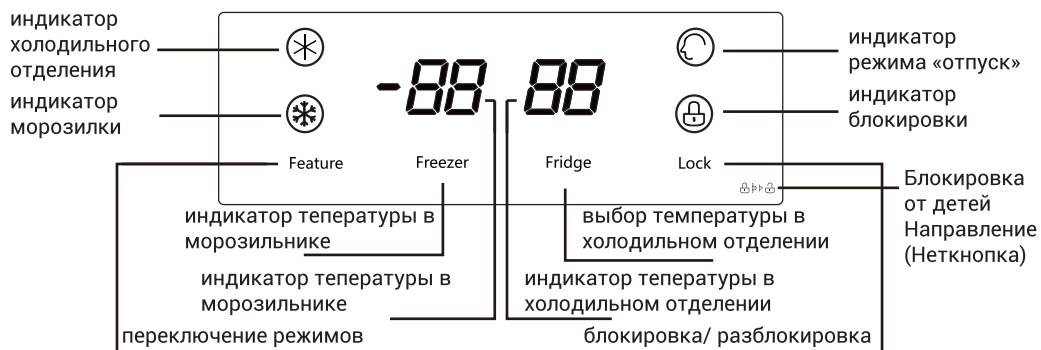 индикатор
холодильного
отделения
индикатор
морозилки
-88 88
Feature Freezer Fridge Lock
индикатор
режима «отпуск»
индикатор
блокировки
Блокировка
от детей
Направление
(Неткнопка)
индикатор тепературы в
морозильнике
выбор температуры в
холодильном отделении
индикатор тепературы в
морозильнике
индикатор тепературы в
холодильном отделении
переключение режимов
блокировка/ разблокировка